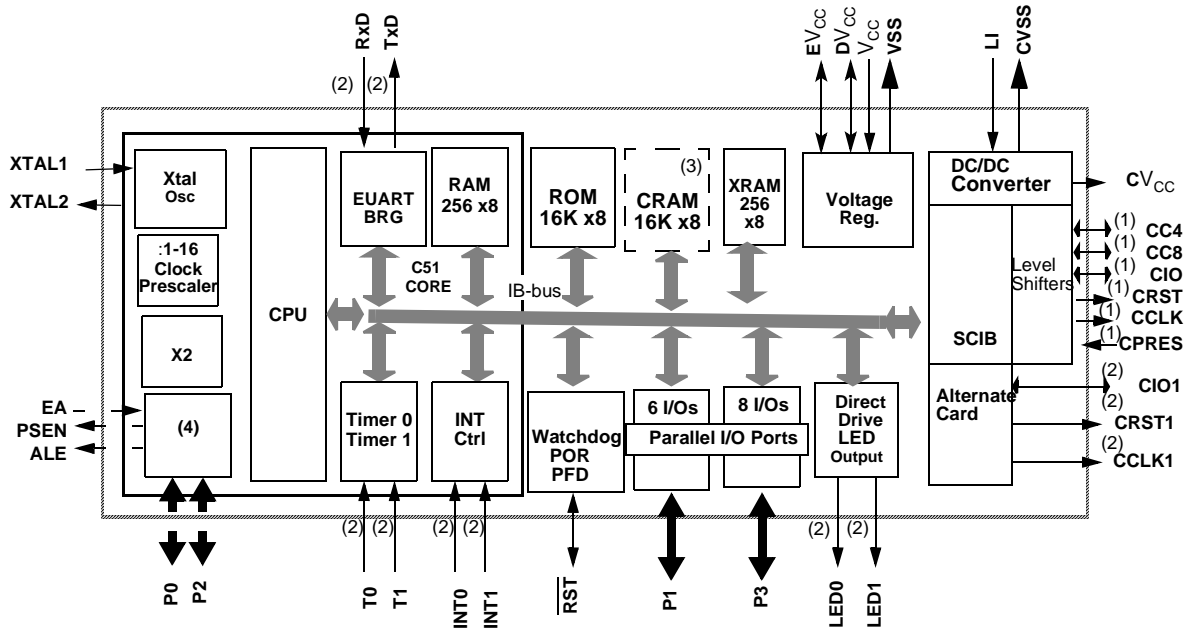 RxD
TxD
EVCC
DVCC
VCC
VSS
LI
CVSS
(2)
(2)
XTAL1
XTAL2
Xtal
Osc
:1-16
Clock
Prescaler
X2
(4)
EA
PSEN
ALE
CPU
EUART
BRG
RAM
256 x8
C51
CORE
Timer 0
Timer 1
INT
Ctrl
ROM
16K x8
(3)
CRAM
16K x8
XRAM
256
x8
Voltage
Reg.
IB-bus
Watchdog
POR
PFD
6 I/Os
8 I/Os
Parallel I/O Ports
Direct
Drive
LED
Output
DC/DC
Converter
Level
Shifters
SCIB
Alternate
Card
CVCC
(1)
CC4
(1)
CC8
(1)
CIO
(1)
CRST
(1)
CCLK
(1)
CPRES
(2)
CIO1
(2)
CRST1
(2)
CCLK1
(2)
(2)
(2)
(2)
(2)
(2)
P0
P2
T0
T1
INT0
INT1
RST
P1
P3
LED0
LED1